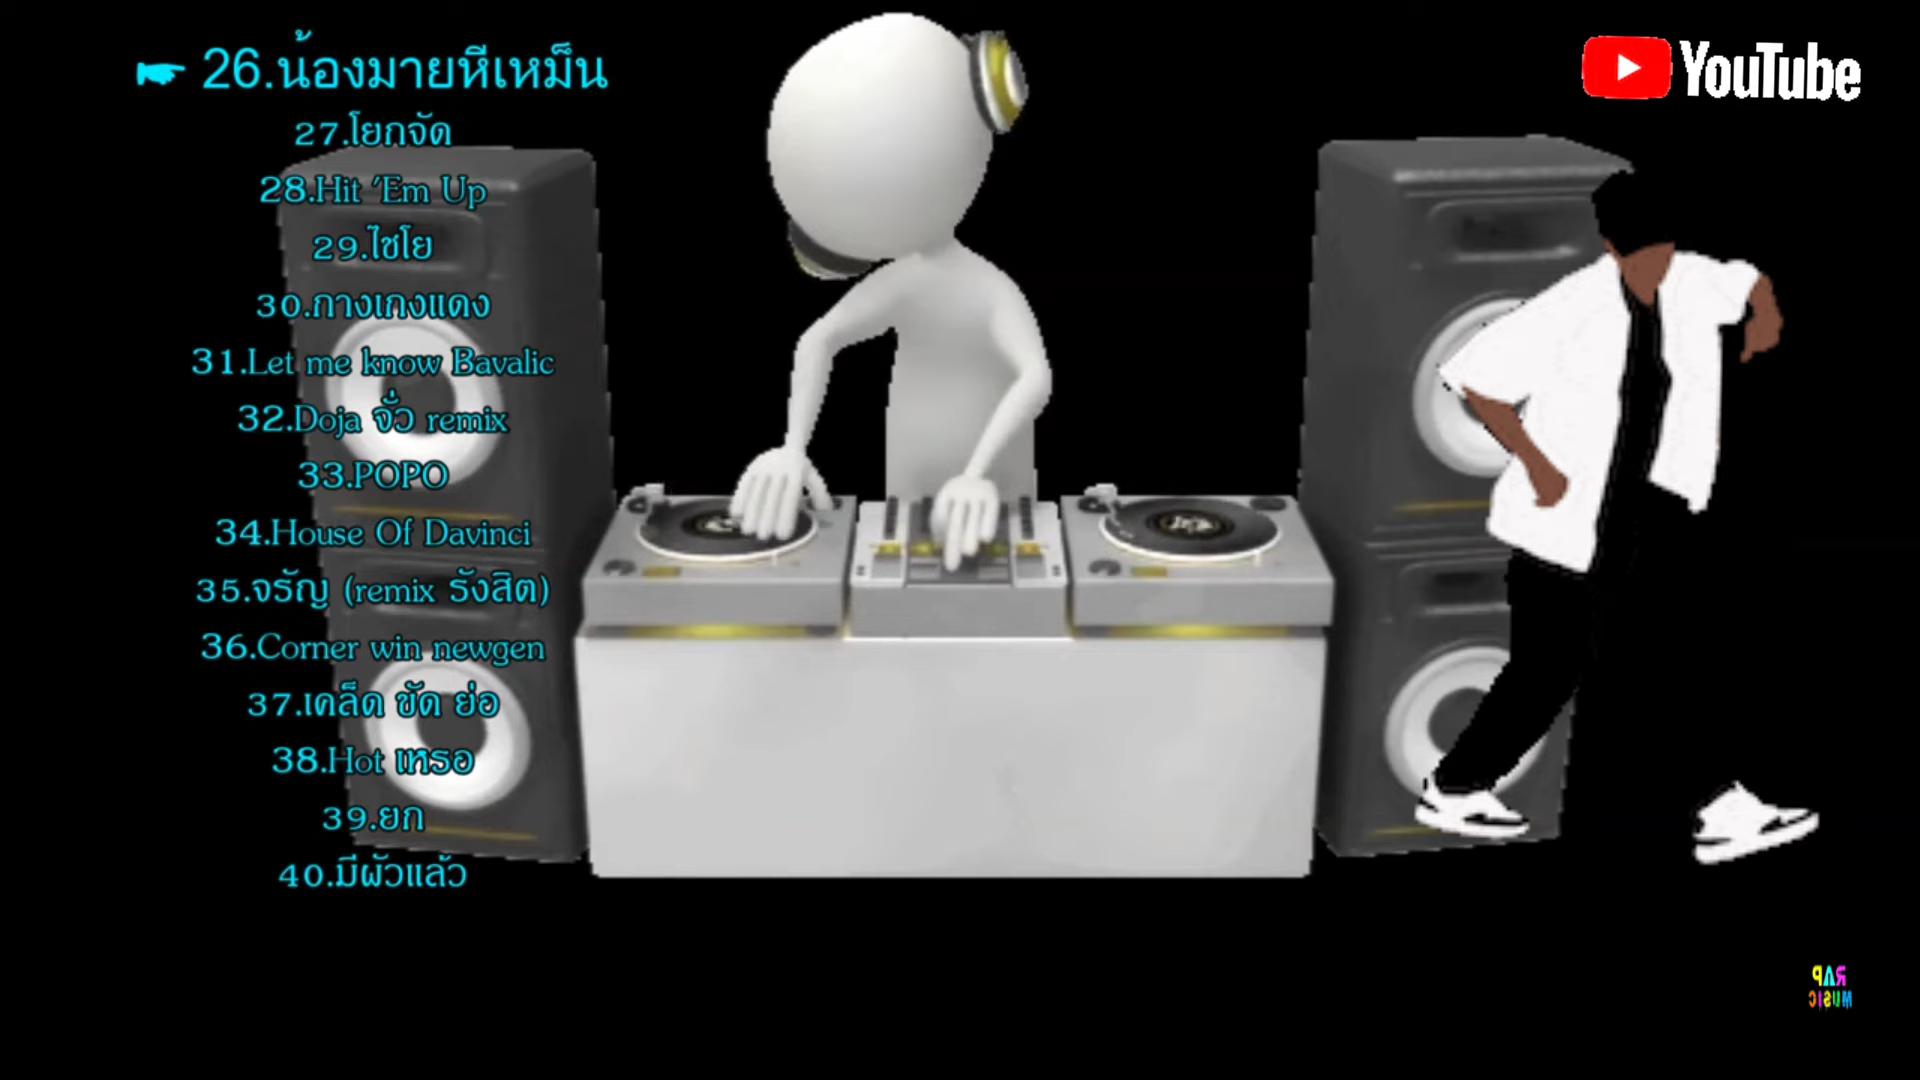 26.น้องมายหีเหม็น
YouTube
27.โยกจัด
28.Hit 'Em Up
29.ไชโย
30.กางเกงแดง
31.Let me know Bavalic
32.Doja จั่ว remix
33.POPO
34.House Of Davinci
35.จรัญ (remix รังสิต)
36.Corner win newgen
37.เคล็ด ขัด ย่อ
38.Hot เหรอ
39.ยก
40.มีผัวแล้ว
RAP
MUSIC